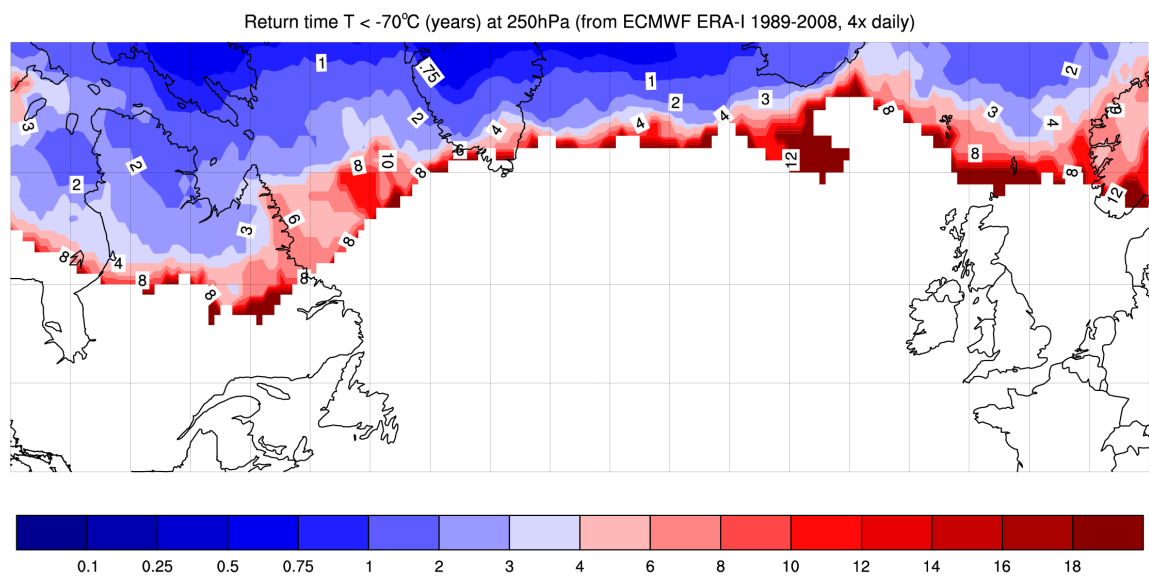 Return time T < -70°C (years) at 250hPa (from ECMWF ERA-I 1989-2008, 4x daily)
1 .75 1 2 3 2
3 2 4 2 4 4 3 8 3 4 8
2 2 8 10 8 6 12 8 8 12
3 6 8
8 4 8 8 8
0.1 0.25 0.5 0.75 1 2 3 4 6 8 10 12 14 16 18